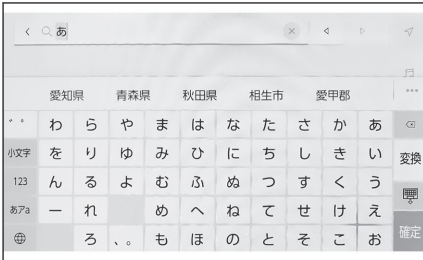 あ
愛知県 青森県 秋田県 相生市 愛甲郡
゛゜ わ ら や ま は な た さ か あ
小文字 を り ゆ み ひ に ち し き い 変換
123 ん る よ む ふ ぬ つ す く う
あアa ー れ め へ ね て せ け え
ろ 、。 も ほ の と そ こ お 確定